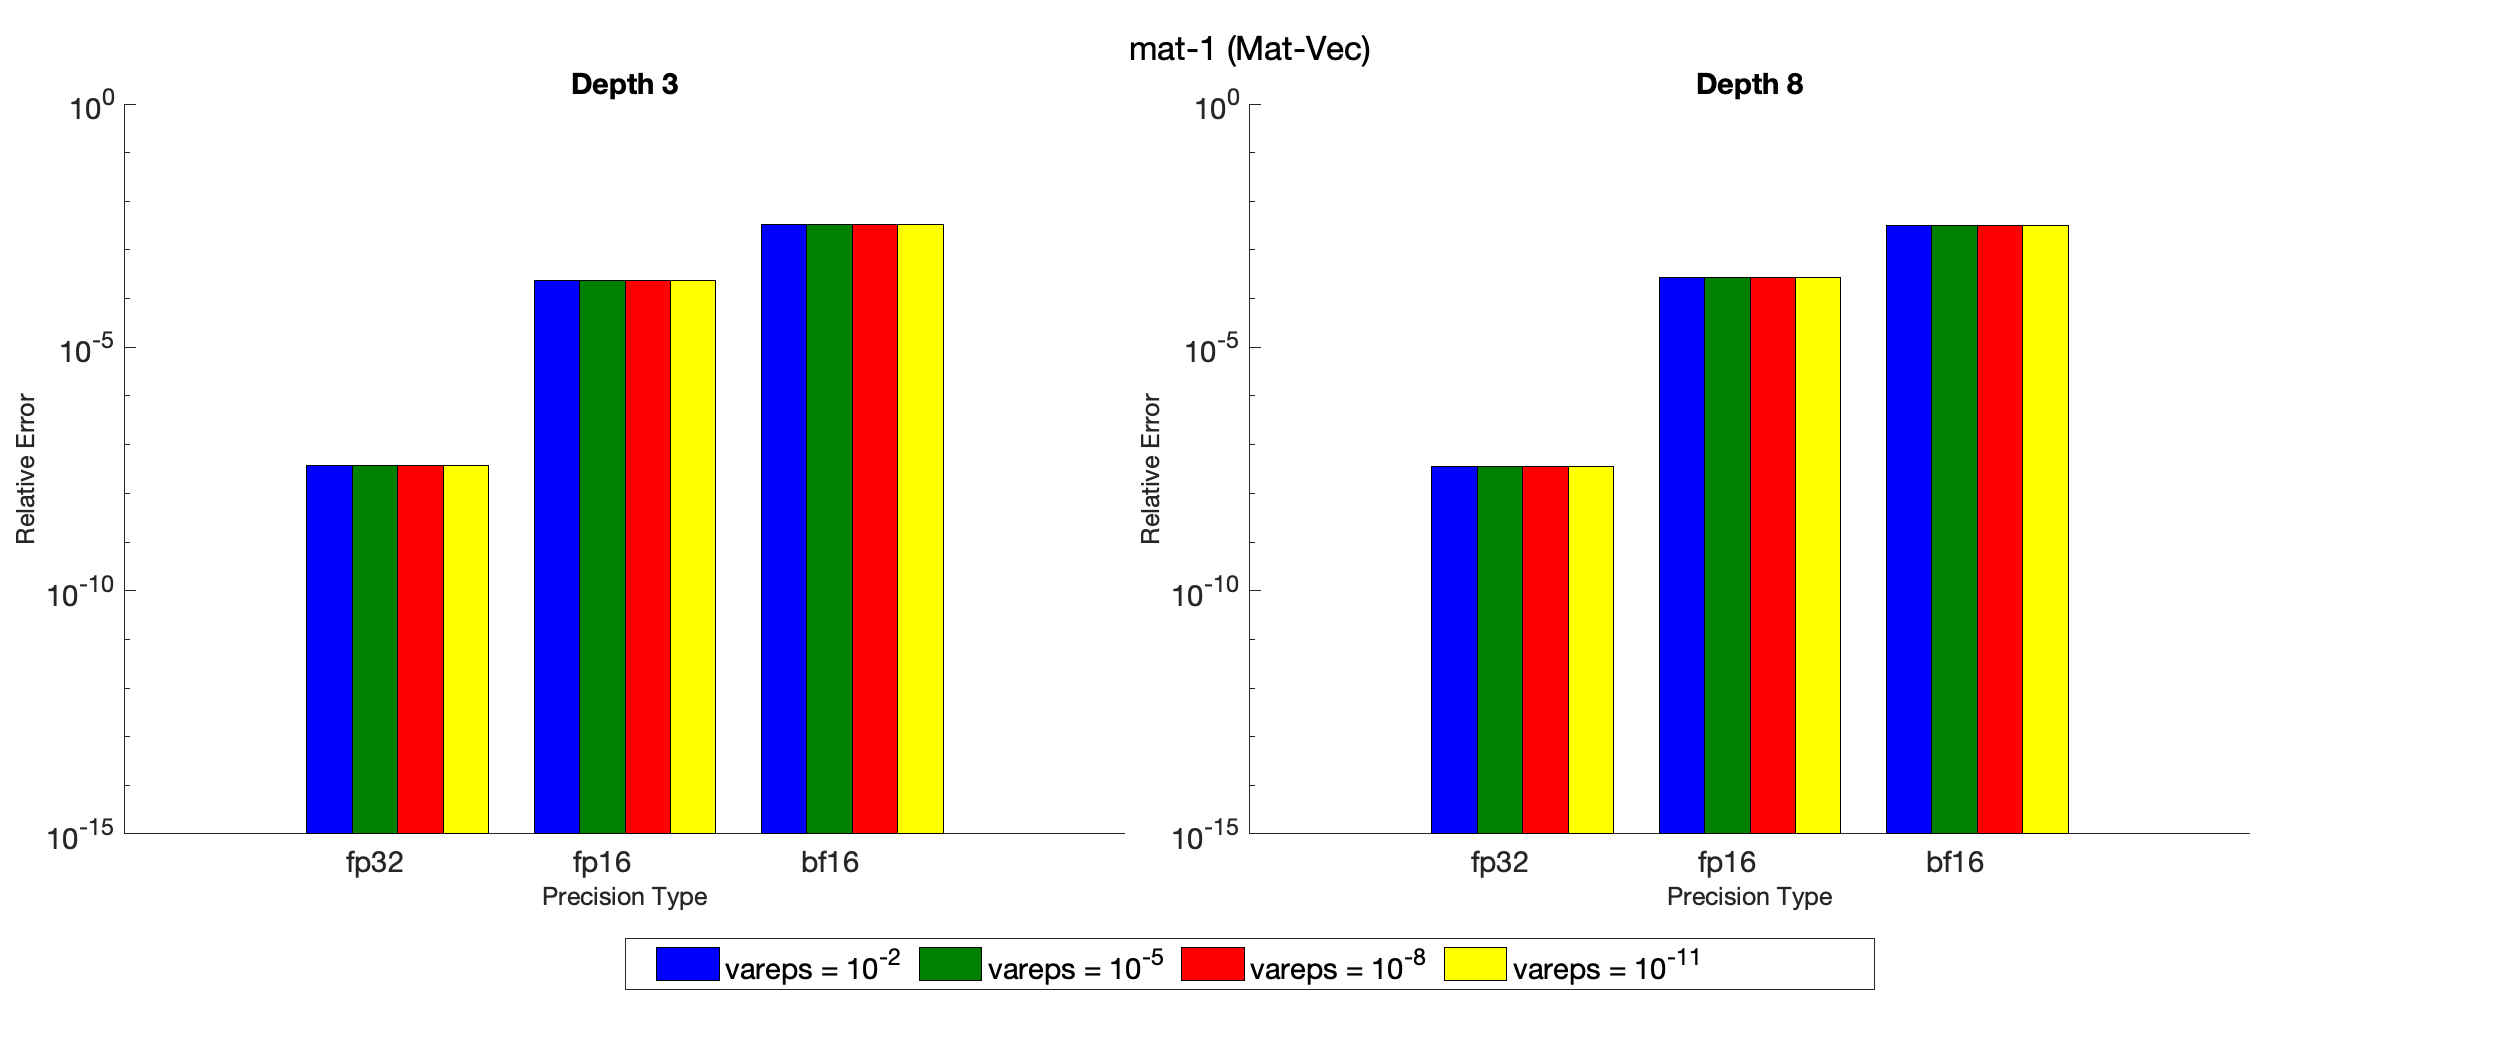 mat-1 (Mat-Vec)
Depth 3
10^0
10^-5
10^-10
10^-15
Relative Error
fp32 fp16 bf16
Precision Type
Depth 8
10^0
10^-5
10^-10
10^-15
Relative Error
fp32 fp16 bf16
Precision Type
vareps = 10^-2 vareps = 10^-5 vareps = 10^-8 vareps = 10^-11